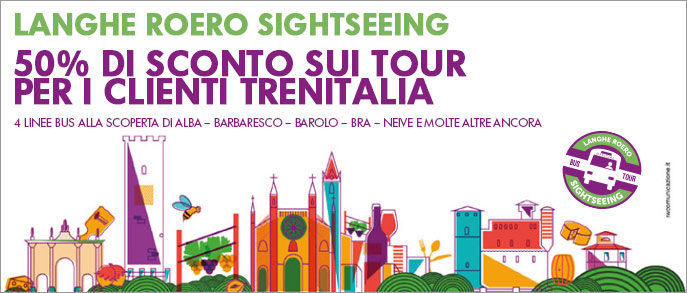 LANGHE ROERO SIGHTSEEING
50% DI SCONTO SUI TOUR
PER I CLIENTI TRENITALIA
4 LINEE BUS ALLA SCOPERTA DI ALBA – BARBARESCO – BAROLO – BRA – NEIVE E MOLTE ALTRE ANCORA
LANGHE ROERO
BUS TOUR
SIGHTSEEING
rwcomunicazione.it